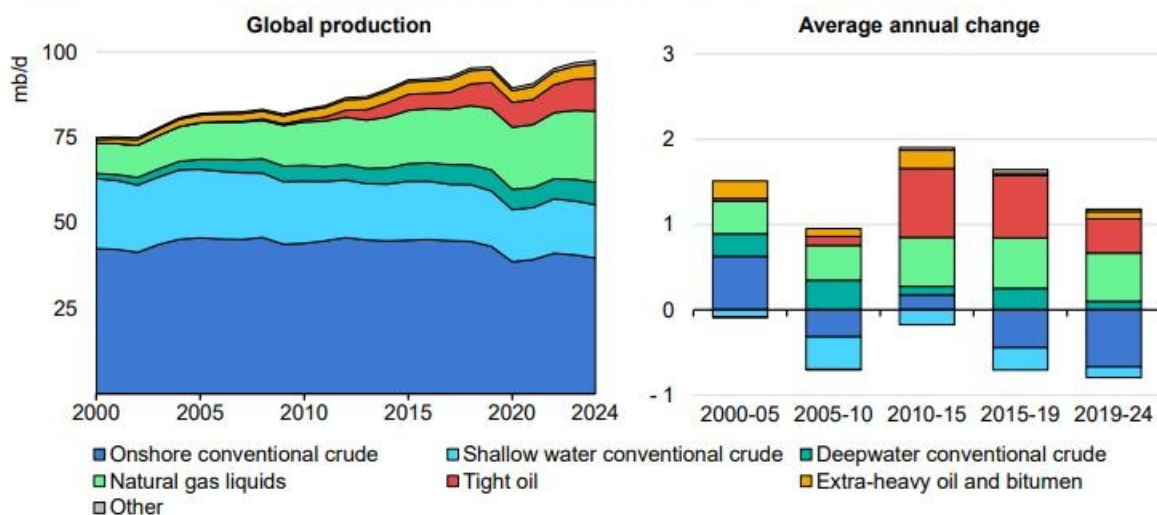 Global production
Average annual change
mb/d
100
75
50
25
2000
2005
2010
2015
2020
2024
3
2
1
0
- 1
2000-05
2005-10
2010-15
2015-19
2019-24
Onshore conventional crude
Shallow water conventional crude
Deepwater conventional crude
Natural gas liquids
Tight oil
Extra-heavy oil and bitumen
Other